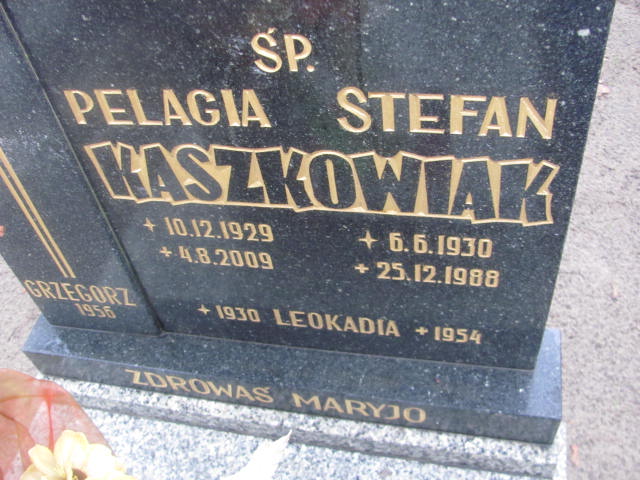 ŚP.
PELAGIA STEFAN
KASZKOWIAK
+ 10.12.1929 + 6.6.1930
+ 4.8.2009 + 25.12.1988
GRZEGORZ
1956
+ 1930 LEOKADIA + 1954
ZDROWAŚ MARYJO